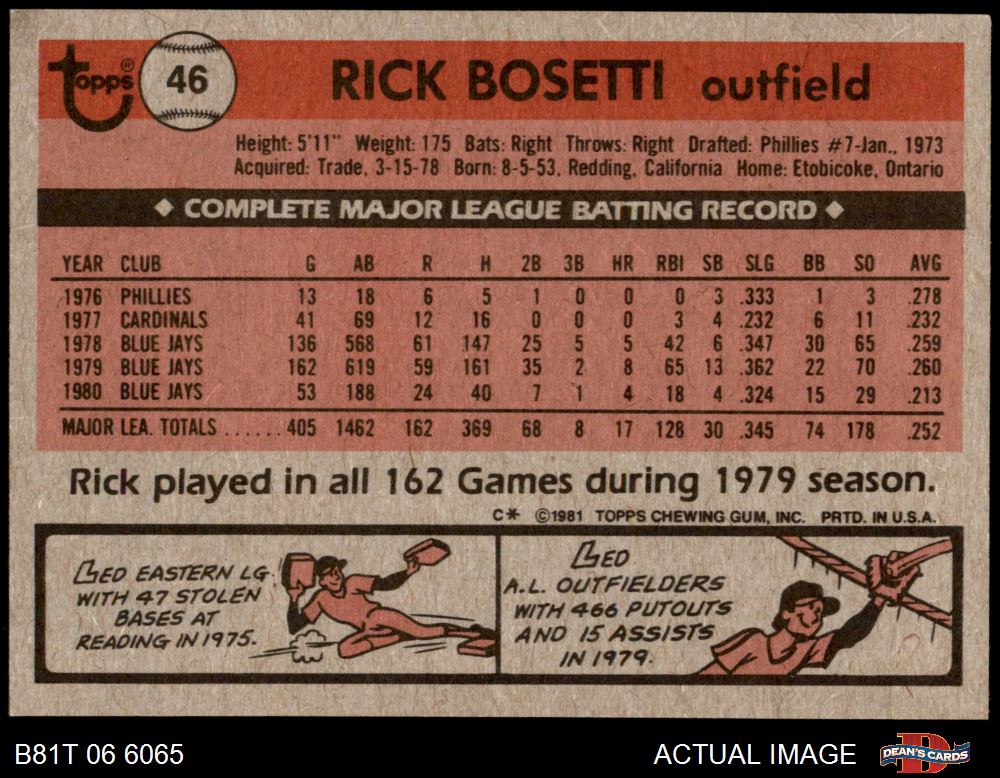 topps®
46
RICK BOSETTI outfield
Height: 5'11" Weight: 175 Bats: Right Throws: Right Drafted: Phillies #7-Jan., 1973
Acquired: Trade, 3-15-78 Born: 8-5-53, Redding, California Home: Etobicoke, Ontario
◆ COMPLETE MAJOR LEAGUE BATTING RECORD ◆
YEAR CLUB G AB R H 2B 3B HR RBI SB SLG BB SO AVG
1976 PHILLIES 13 18 6 5 1 0 0 0 3 .333 1 3 .278
1977 CARDINALS 41 69 12 16 0 0 0 3 4 .232 6 11 .232
1978 BLUE JAYS 136 568 61 147 25 5 5 42 6 .347 30 65 .259
1979 BLUE JAYS 162 619 59 161 35 2 8 65 13 .362 22 70 .260
1980 BLUE JAYS 53 188 24 40 7 1 4 18 4 .324 15 29 .213
MAJOR LEA. TOTALS ...... 405 1462 162 369 68 8 17 128 30 .345 74 178 .252
Rick played in all 162 Games during 1979 season.
C* ©1981 TOPPS CHEWING GUM, INC. PRTD. IN U.S.A.
LED EASTERN LG.
WITH 47 STOLEN
BASES AT
READING IN 1975.
LED
A.L. OUTFIELDERS
WITH 466 PUTOUTS
AND 15 ASSISTS
IN 1979.
B81T 06 6065
ACTUAL IMAGE
DEAN'S CARDS